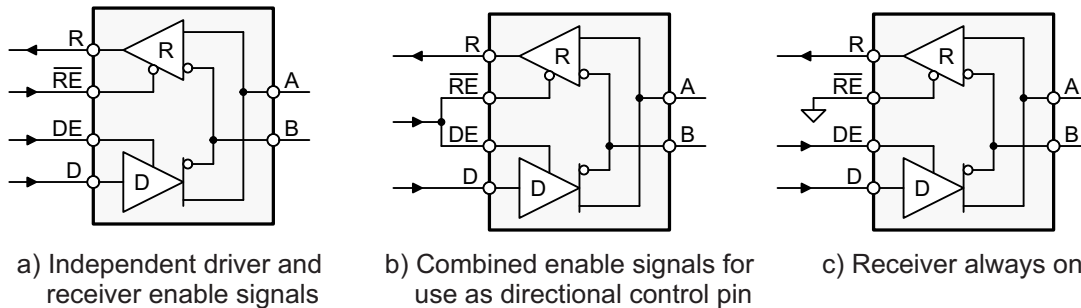 R
R
RE
A
DE
B
D
D
a) Independent driver and
receiver enable signals
R
R
RE
A
DE
B
D
D
b) Combined enable signals for
use as directional control pin
R
R
RE
A
DE
B
D
D
c) Receiver always on